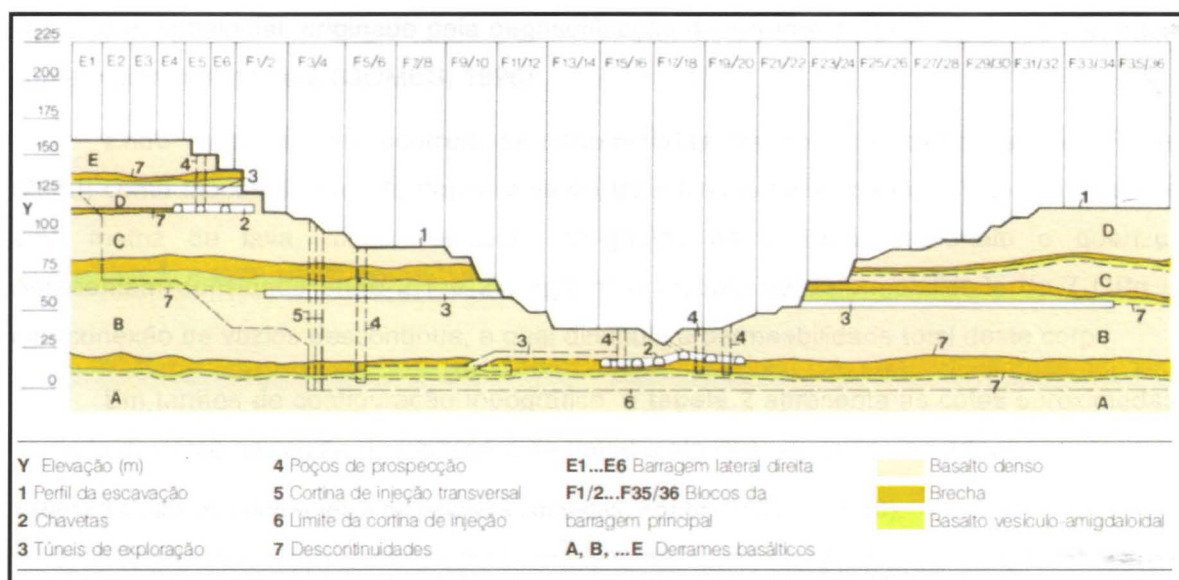 225
200
175
150
125
Y
100
75
50
25
0
E1 E2 E3 E4 E5 E6 F1/2 F3/4 F5/6 F7/8 F9/10 F11/12 F13/14 F15/16 F17/18 F19/20 F21/22 F23/24 F25/26 F27/28 F29/30 F31/32 F33/34 F35/36
E 7 4 3
D 7 2
C
B 7
A
1
5 4 3
3 4 2 4
6
3
1
D
C
7
B
7
7
A
Y Elevação (m)
1 Perfil da escavação
2 Chavetas
3 Túneis de exploração
4 Poços de prospecção
5 Cortina de injeção transversal
6 Limite da cortina de injeção
7 Descontinuidades
E1...E6 Barragem lateral direita
F1/2...F35/36 Blocos da
barragem principal
A, B, ...E Derrames basálticos
Basalto denso
Brecha
Basalto vesículo-amigdaloidal